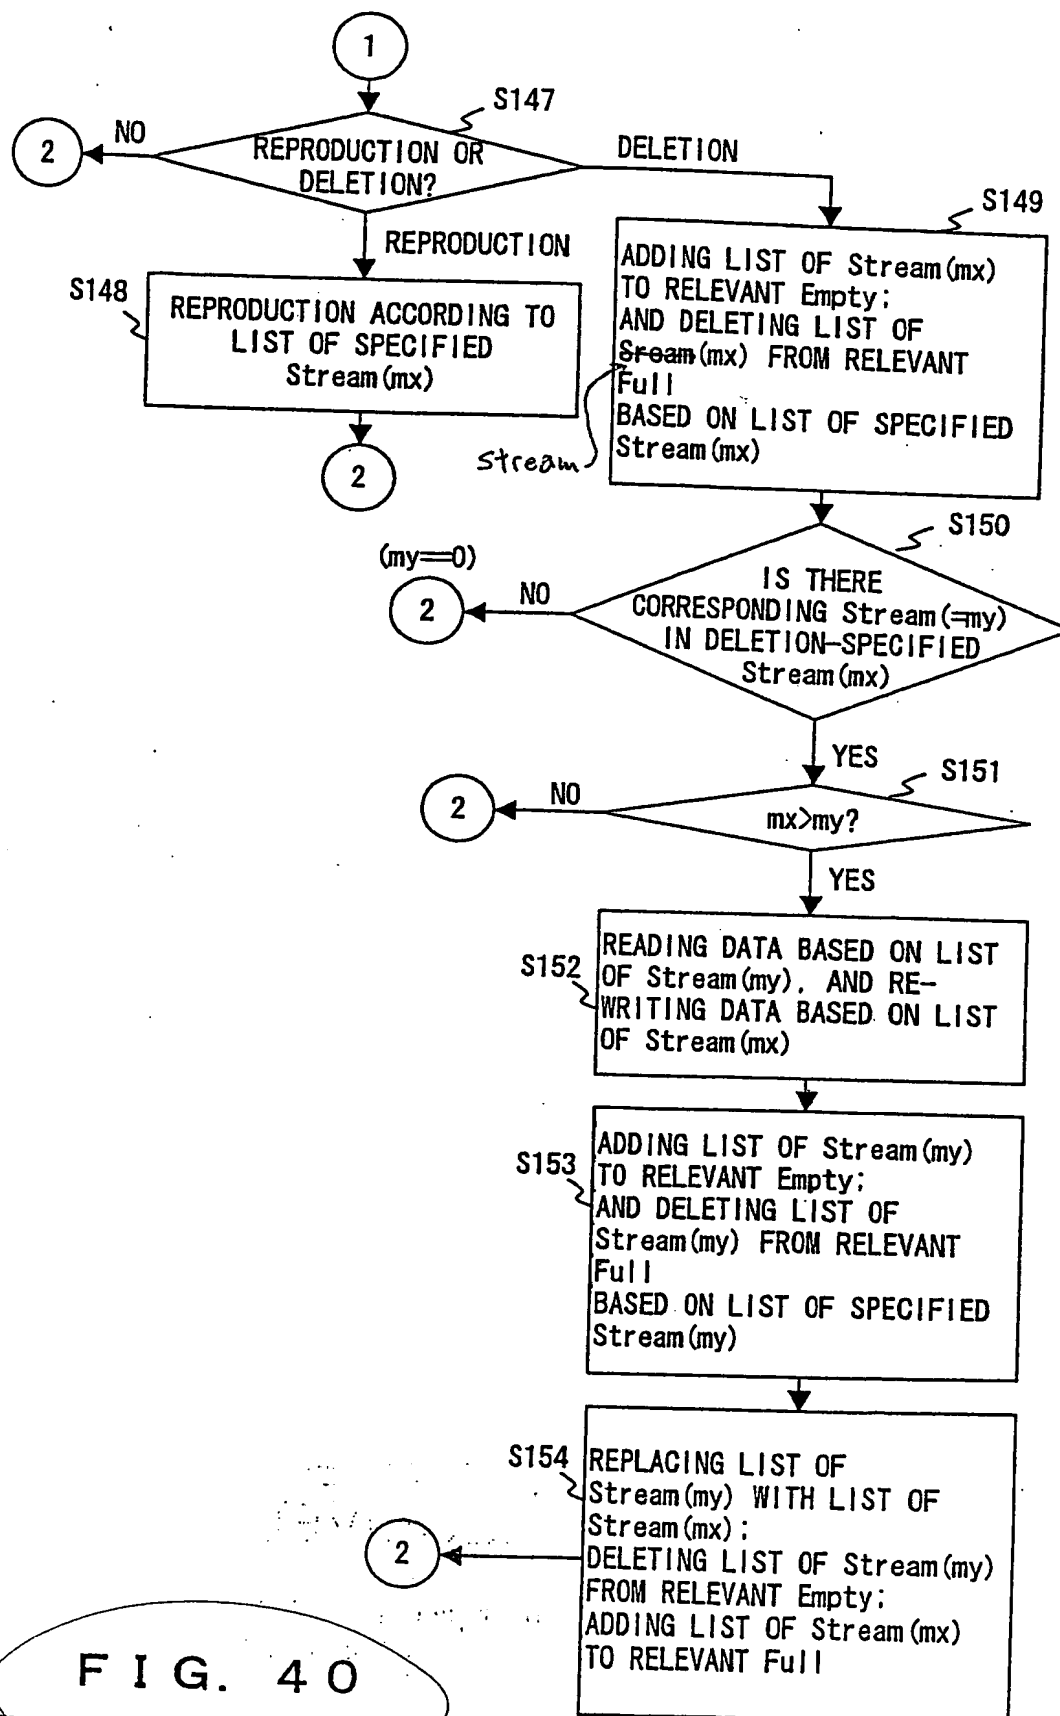 1
S147
NO
2
REPRODUCTION OR
DELETION?
DELETION
REPRODUCTION
S148
REPRODUCTION ACCORDING TO
LIST OF SPECIFIED
Stream(mx)
2
S149
ADDING LIST OF Stream(mx)
TO RELEVANT Empty;
AND DELETING LIST OF
Sream(mx) FROM RELEVANT
Full
BASED ON LIST OF SPECIFIED
Stream(mx)
stream
S150
(my==0)
2
NO
IS THERE
CORRESPONDING Stream(=my)
IN DELETION-SPECIFIED
Stream(mx)
YES
S151
2
NO
mx>my?
YES
S152
READING DATA BASED ON LIST
OF Stream(my), AND RE-
WRITING DATA BASED ON LIST
OF Stream(mx)
S153
ADDING LIST OF Stream(my)
TO RELEVANT Empty;
AND DELETING LIST OF
Stream(my) FROM RELEVANT
Full
BASED ON LIST OF SPECIFIED
Stream(my)
S154
REPLACING LIST OF
Stream(my) WITH LIST OF
Stream(mx);
DELETING LIST OF Stream(my)
FROM RELEVANT Empty;
ADDING LIST OF Stream(mx)
TO RELEVANT Full
2
FIG. 40